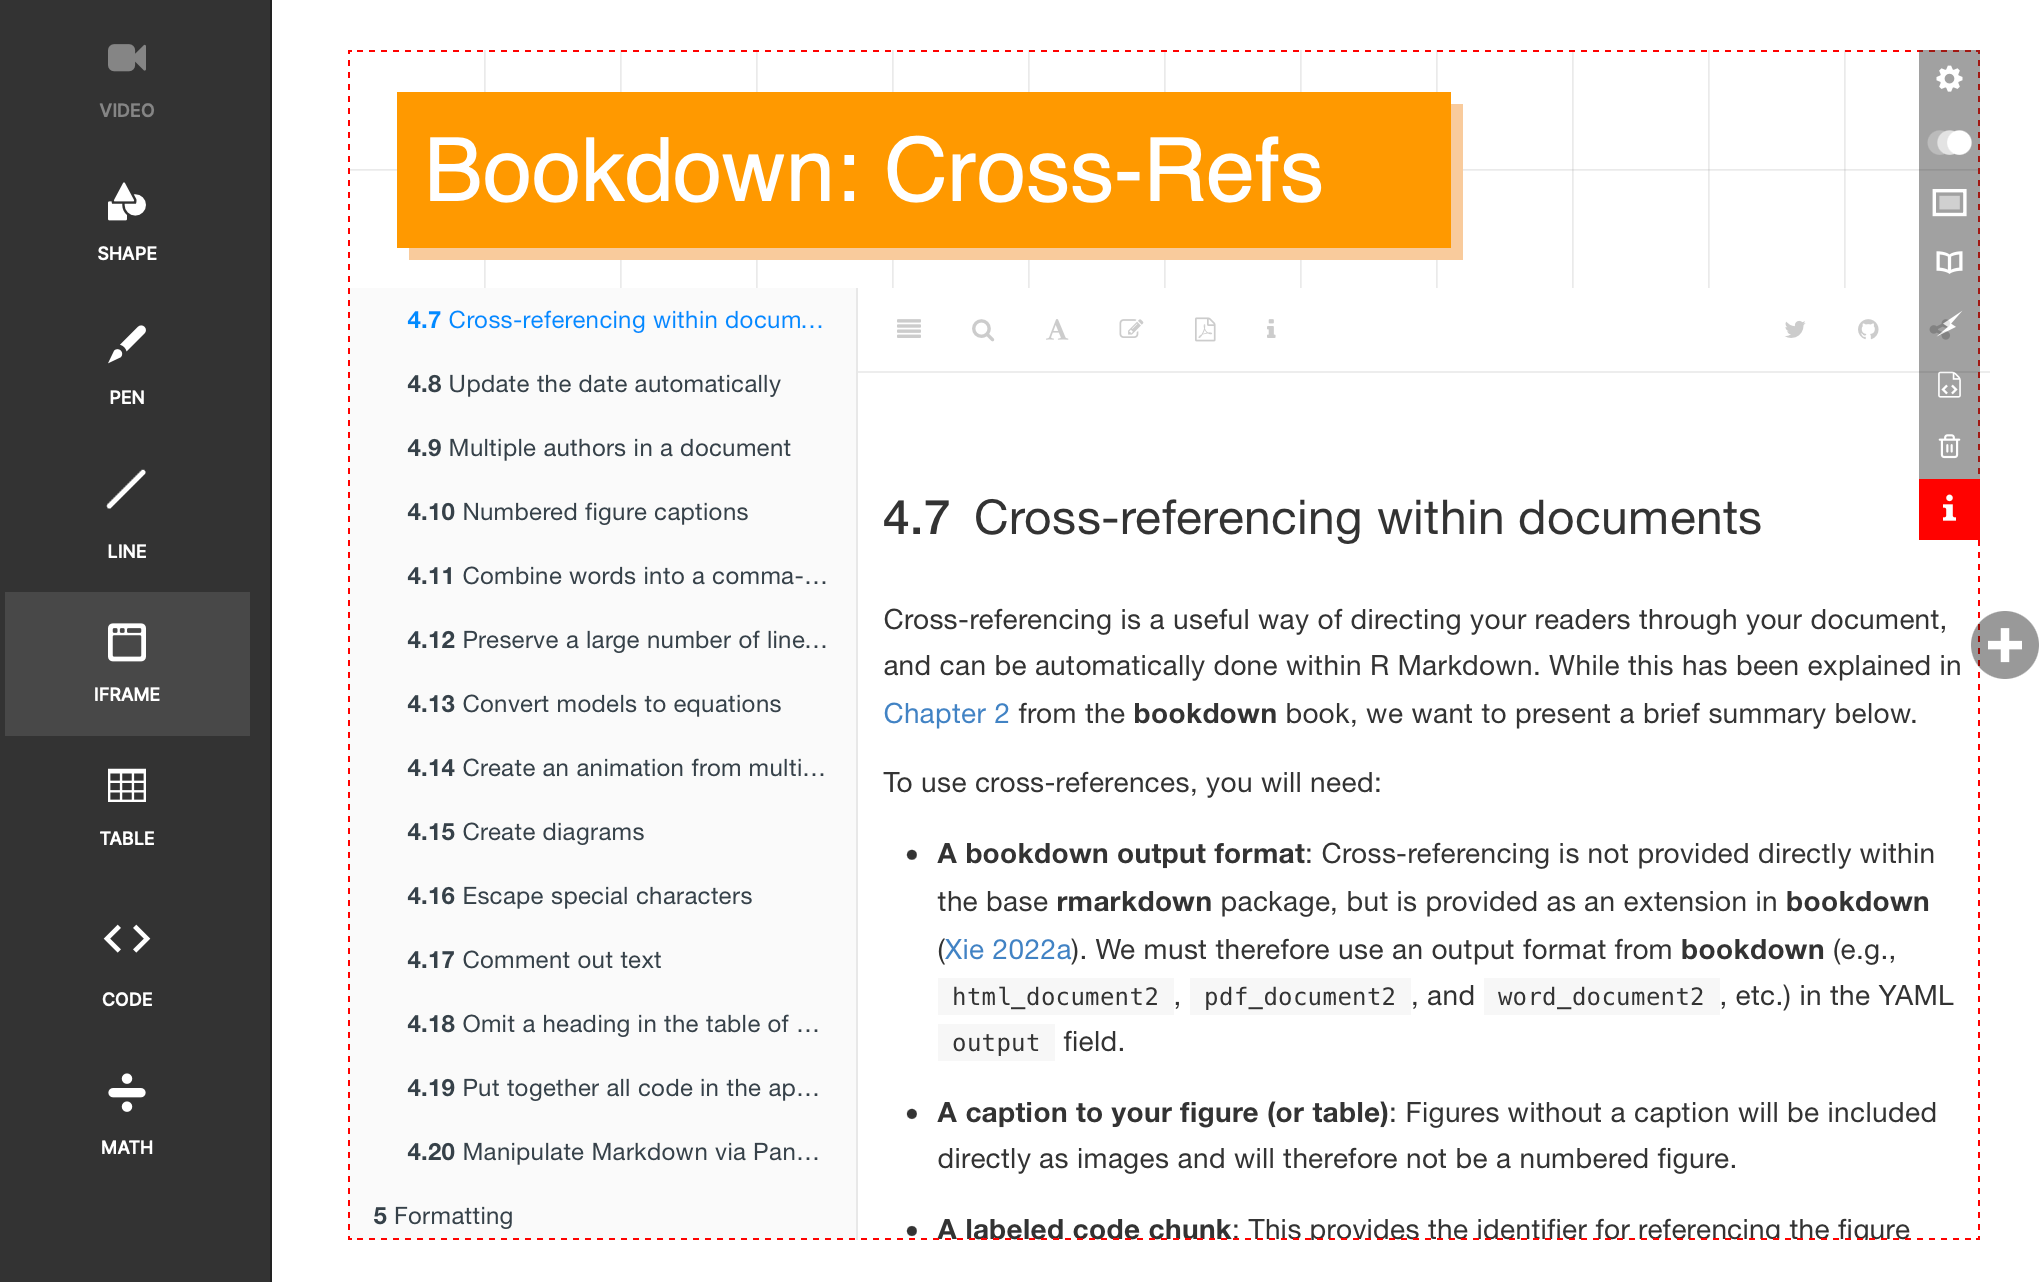 VIDEO
SHAPE
PEN
LINE
IFRAME
TABLE
CODE
MATH
Bookdown: Cross-Refs
4.7 Cross-referencing within docum...
4.8 Update the date automatically
4.9 Multiple authors in a document
4.10 Numbered figure captions
4.11 Combine words into a comma-...
4.12 Preserve a large number of line...
4.13 Convert models to equations
4.14 Create an animation from multi...
4.15 Create diagrams
4.16 Escape special characters
4.17 Comment out text
4.18 Omit a heading in the table of ...
4.19 Put together all code in the ap...
4.20 Manipulate Markdown via Pan...
5 Formatting
4.7 Cross-referencing within documents
Cross-referencing is a useful way of directing your readers through your document,
and can be automatically done within R Markdown. While this has been explained in
Chapter 2 from the bookdown book, we want to present a brief summary below.
To use cross-references, you will need:
• A bookdown output format: Cross-referencing is not provided directly within
the base rmarkdown package, but is provided as an extension in bookdown
(Xie 2022a). We must therefore use an output format from bookdown (e.g.,
html_document2 , pdf_document2 , and word_document2 , etc.) in the YAML
output field.
• A caption to your figure (or table): Figures without a caption will be included
directly as images and will therefore not be a numbered figure.
• A labeled code chunk: This provides the identifier for referencing the figure